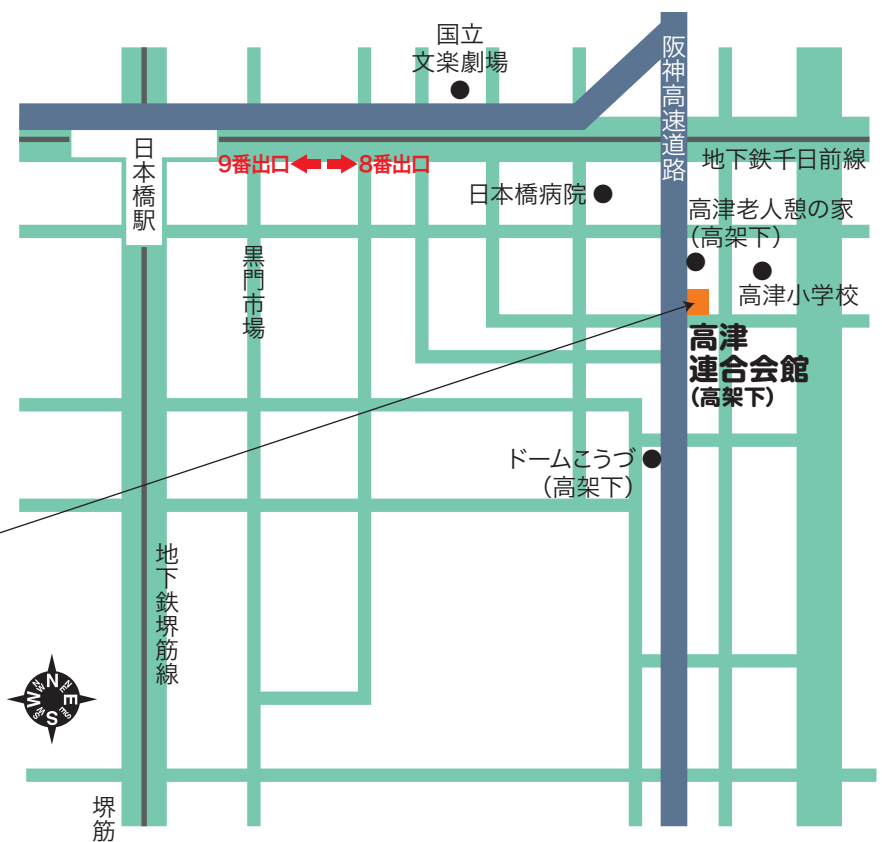 国立
文楽劇場
阪神高速道路
日本橋駅
9番出口
8番出口
地下鉄千日前線
日本橋病院
高津老人憩の家
(高架下)
黒門市場
高津小学校
高津
連合会館
(高架下)
ドームこうづ
(高架下)
地下鉄堺筋線
N
NE
E
SE
S
SW
W
NW
堺筋